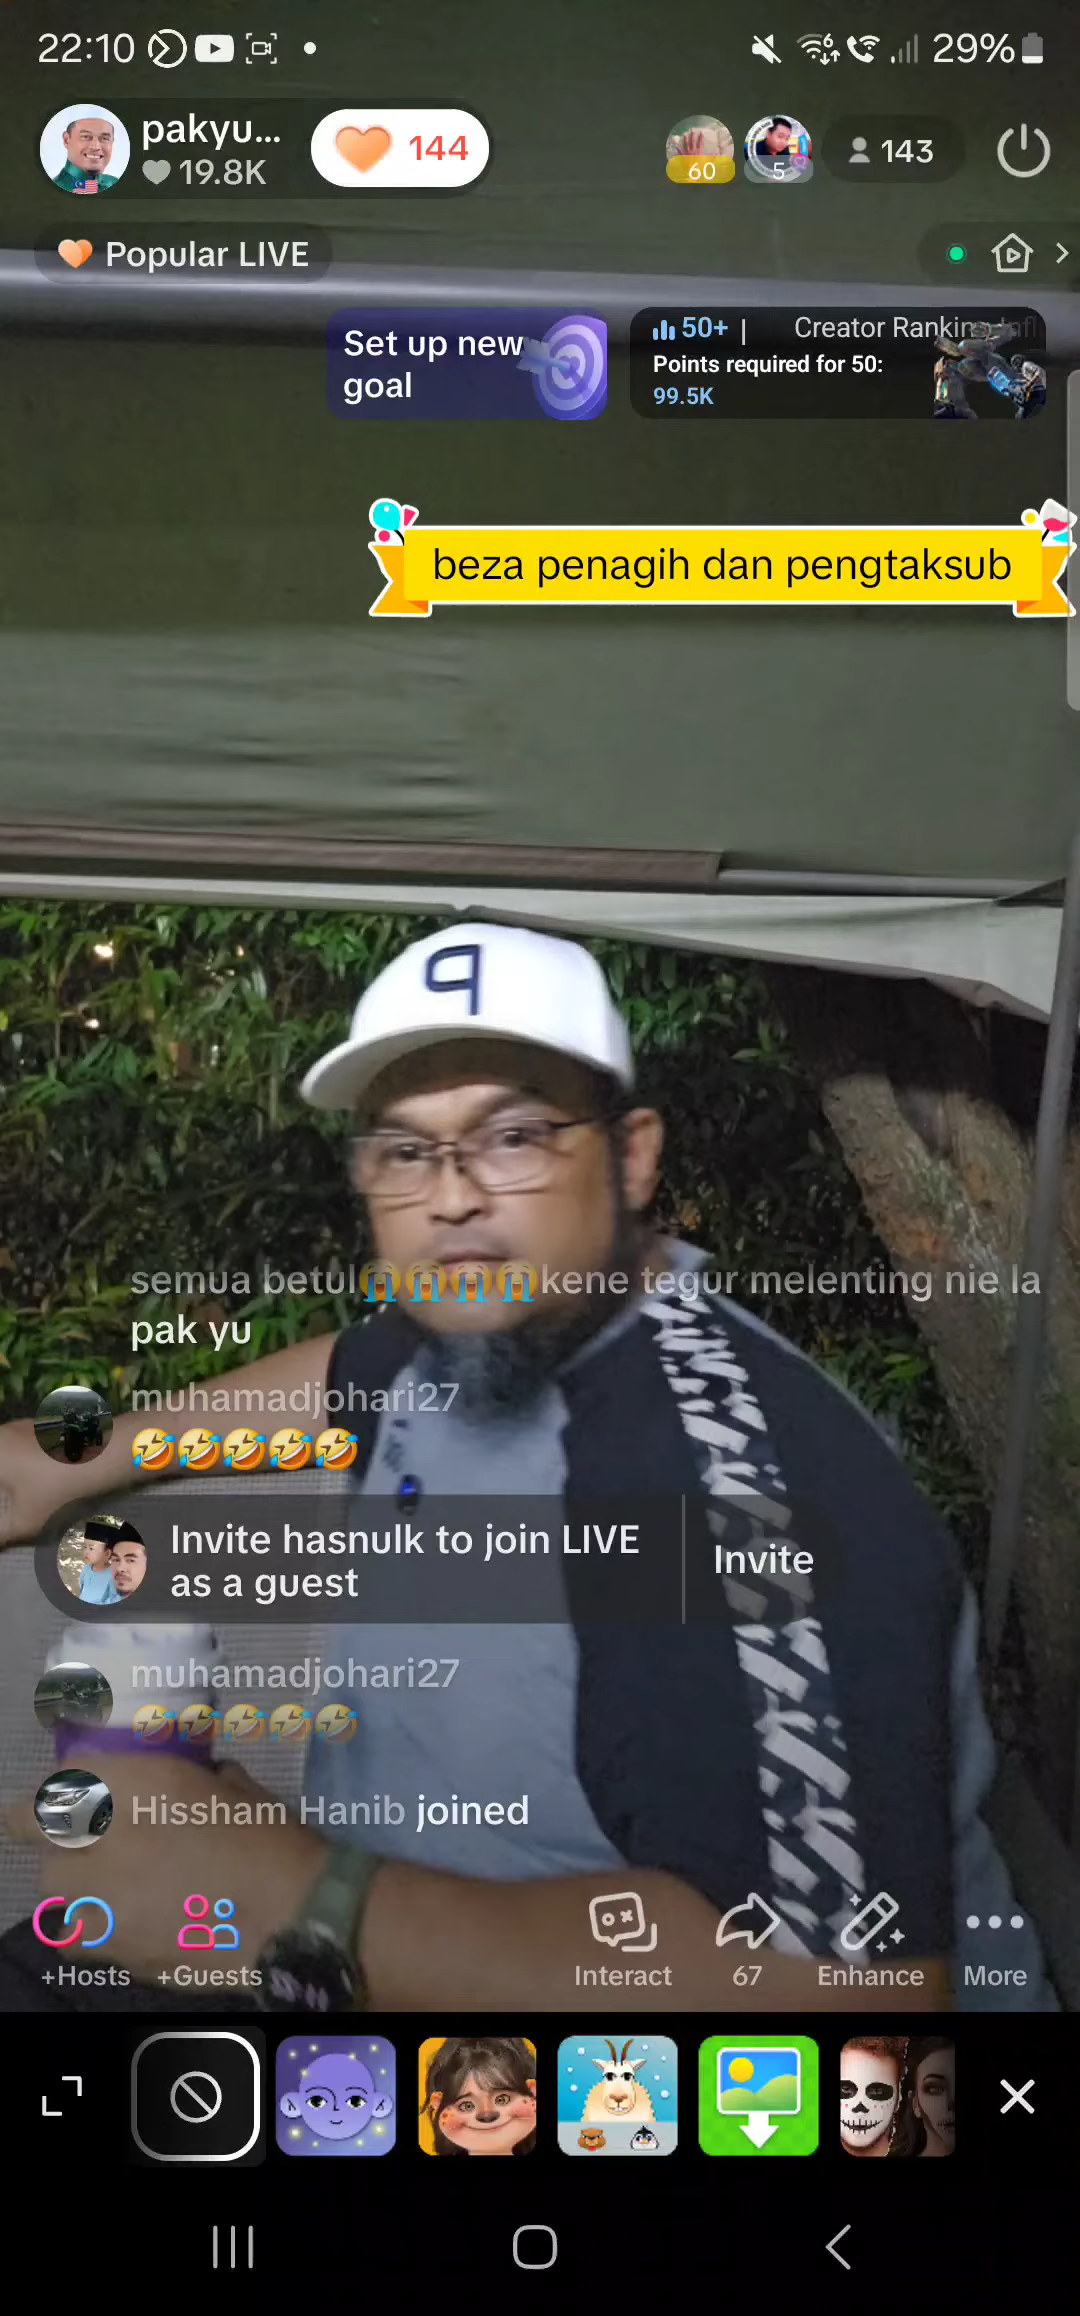 22:10
29%
pakyu...
19.8K
144
60
5
143
Popular LIVE
Set up new
goal
50+ | Creator Ranking
Points required for 50:
99.5K
beza penagih dan pengtaksub
q
semua betul😭😭😭😭kene tegur melenting nie la
pak yu
muhamadjohari27
🤣🤣🤣🤣🤣
Invite hasnulk to join LIVE
as a guest
Invite
muhamadjohari27
🤣🤣🤣🤣🤣
Hissham Hanib joined
+Hosts
+Guests
Interact
67
Enhance
More